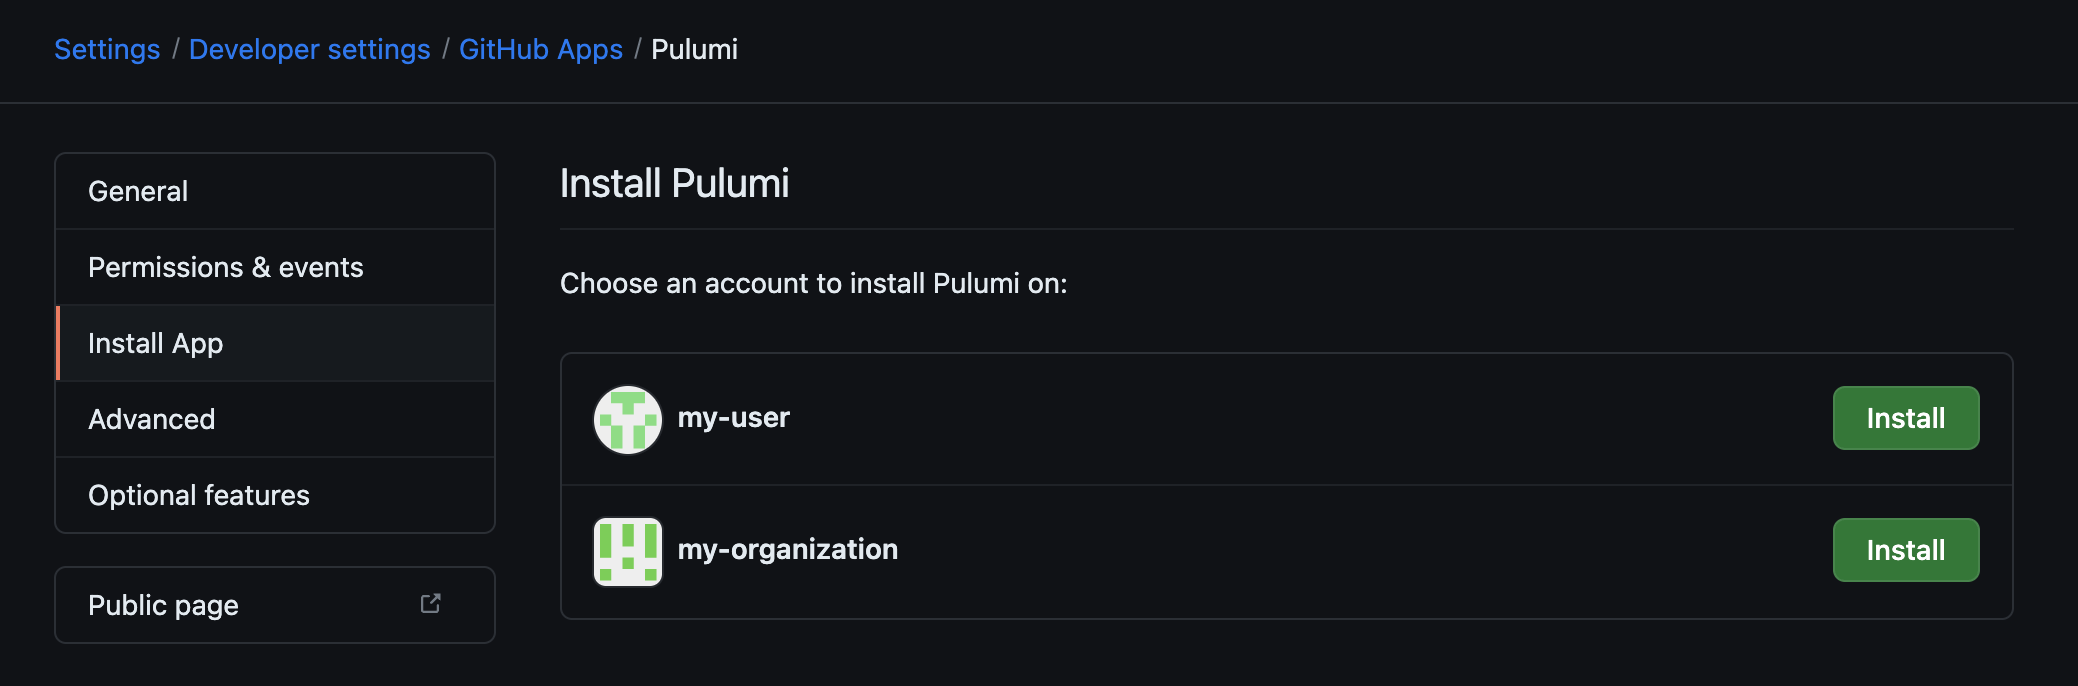 Settings / Developer settings / GitHub Apps / Pulumi
General
Permissions & events
Install App
Advanced
Optional features
Public page
Install Pulumi
Choose an account to install Pulumi on:
my-user Install
my-organization Install